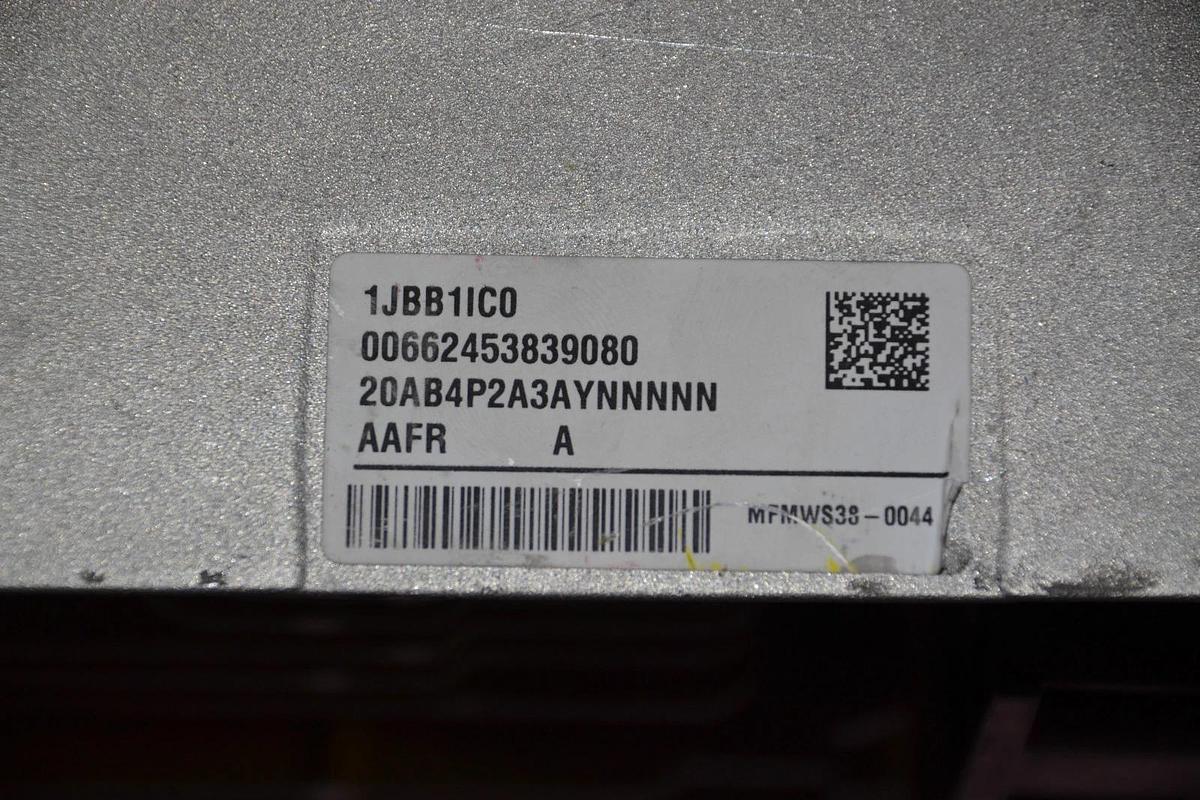 1JBB1IC0
00662453839080
20AB4P2A3AYNNNNN
AAFR A
MFMWS38-0044